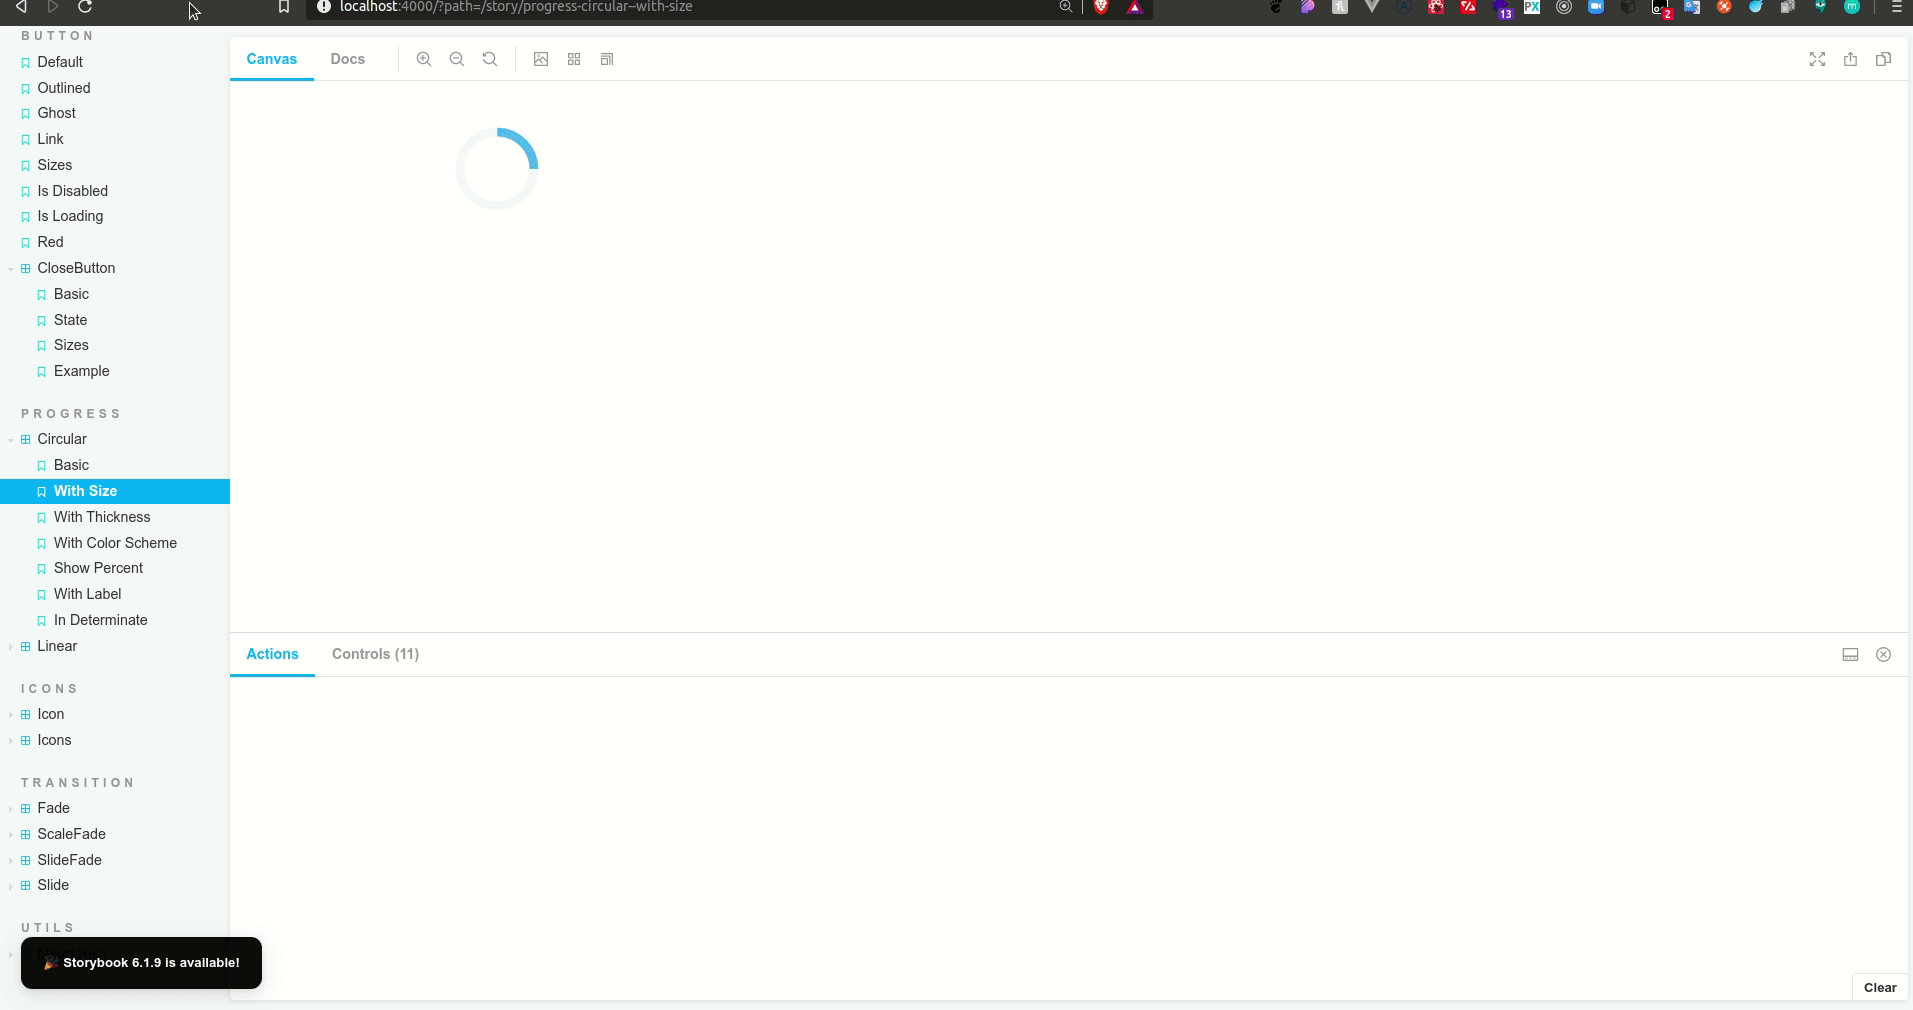 localhost:4000/?path=/story/progress-circular--with-size
13
PX
2
m
BUTTON
Default
Outlined
Ghost
Link
Sizes
Is Disabled
Is Loading
Red
CloseButton
Basic
State
Sizes
Example
PROGRESS
Circular
Basic
With Size
With Thickness
With Color Scheme
Show Percent
With Label
In Determinate
Linear
ICONS
Icon
Icons
TRANSITION
Fade
ScaleFade
SlideFade
Slide
UTILS
🎉 Storybook 6.1.9 is available!
Canvas Docs
Actions Controls (11)
Clear